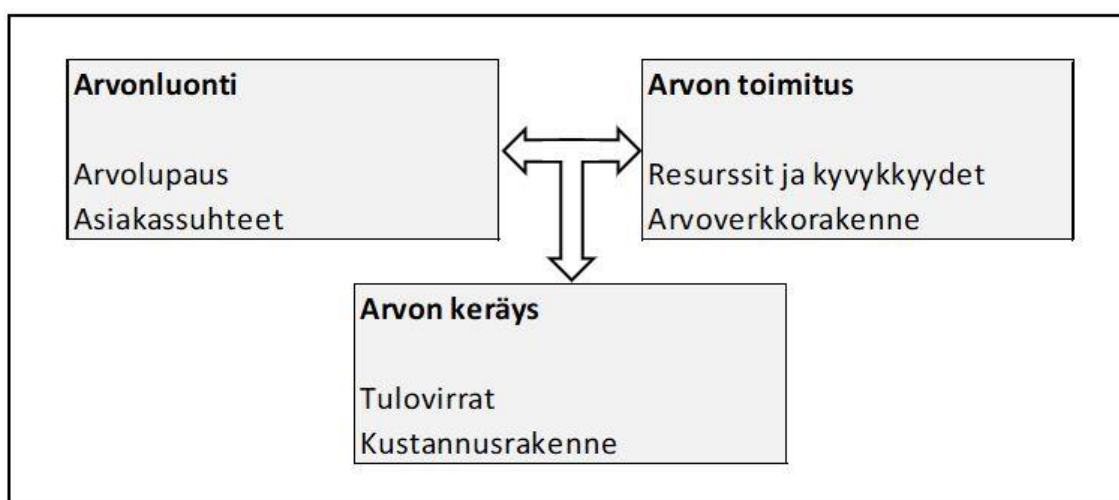 Arvonluonti
Arvolupaus
Asiakassuhteet
Arvon toimitus
Resurssit ja kyvykkyydet
Arvoverkkorakenne
Arvon keräys
Tulovirrat
Kustannusrakenne